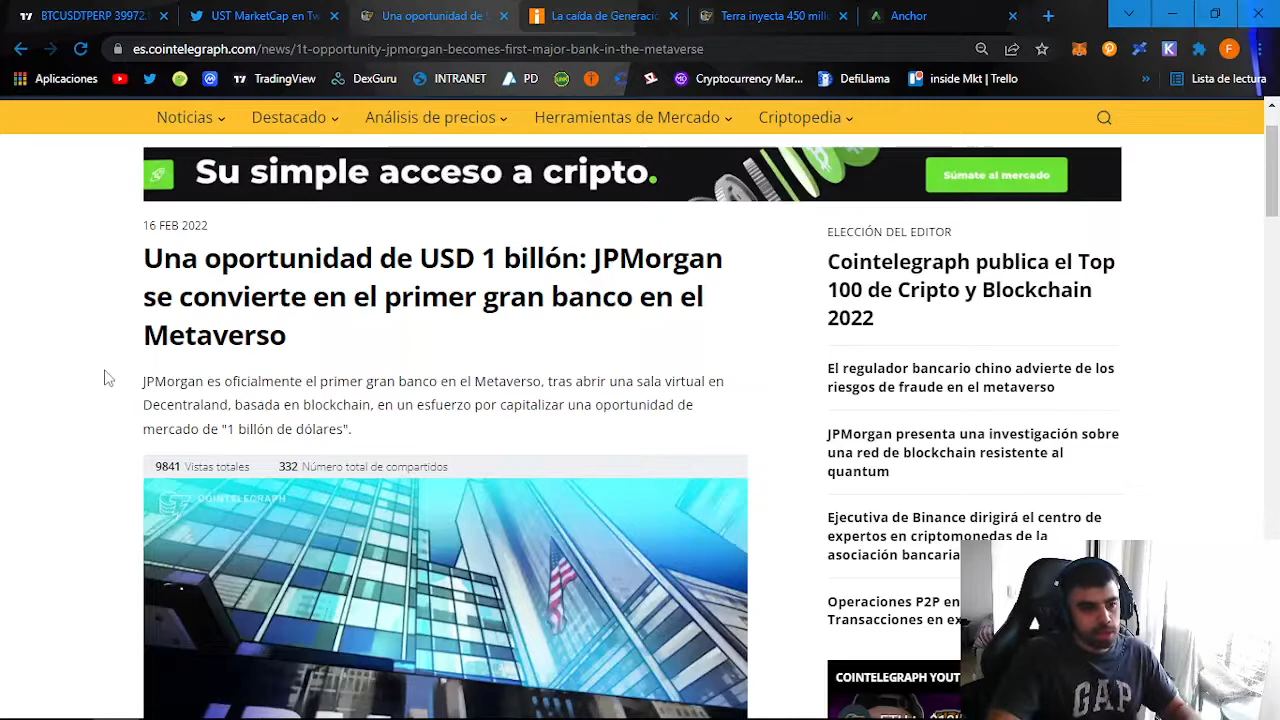 BTCUSDTPERP 39972.
UST MarketCap en Tw
Una oportunidad de U
La caída de Generació
Terra inyecta 450 millo
Anchor
es.cointelegraph.com/news/1t-opportunity-jpmorgan-becomes-first-major-bank-in-the-metaverse
Aplicaciones
TradingView
DexGuru
INTRANET
PD
Cryptocurrency Mar...
DefiLlama
inside Mkt | Trello
Lista de lectura
Noticias
Destacado
Análisis de precios
Herramientas de Mercado
Criptopedia
Su simple acceso a cripto.
Súmate al mercado
16 FEB 2022
Una oportunidad de USD 1 billón: JPMorgan
se convierte en el primer gran banco en el
Metaverso
JPMorgan es oficialmente el primer gran banco en el Metaverso, tras abrir una sala virtual en
Decentraland, basada en blockchain, en un esfuerzo por capitalizar una oportunidad de
mercado de "1 billón de dólares".
9841 Vistas totales
332 Número total de compartidos
COINTELEGRAPH
ELECCIÓN DEL EDITOR
Cointelegraph publica el Top
100 de Cripto y Blockchain
2022
El regulador bancario chino advierte de los
riesgos de fraude en el metaverso
JPMorgan presenta una investigación sobre
una red de blockchain resistente al
quantum
Ejecutiva de Binance dirigirá el centro de
expertos en criptomonedas de la
asociación bancaria
Operaciones P2P en
Transacciones en ex
COINTELEGRAPH YOUT
GAP